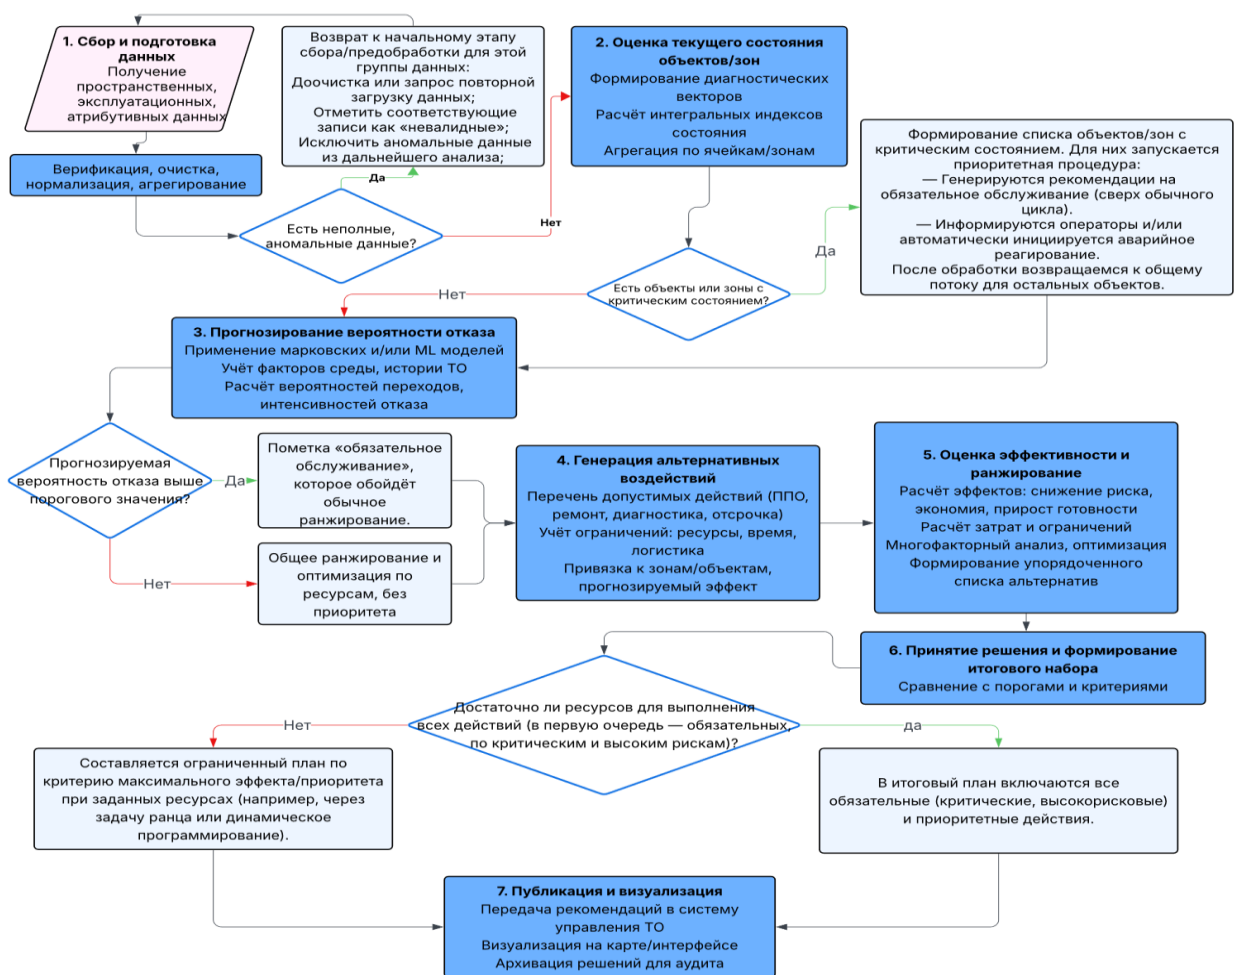 1. Сбор и подготовка
данных
Получение
пространственных,
эксплуатационных,
атрибутивных данных
Верификация, очистка,
нормализация, агрегирование
Возврат к начальному этапу
сбора/предобработки для этой
группы данных:
Доочистка или запрос повторной
загрузку данных;
Отметить соответствующие
записи как «невалидные»;
Исключить аномальные данные
из дальнейшего анализа;
Да
Есть неполные,
аномальные данные?
Нет
2. Оценка текущего состояния
объектов/зон
Формирование диагностических
векторов
Расчёт интегральных индексов
состояния
Агрегация по ячейкам/зонам
Есть объекты или зоны с
критическим состоянием?
Да
Формирование списка объектов/зон с
критическим состоянием. Для них запускается
приоритетная процедура:
— Генерируются рекомендации на
обязательное обслуживание (сверх обычного
цикла).
— Информируются операторы и/или
автоматически инициируется аварийное
реагирование.
После обработки возвращаемся к общему
потоку для остальных объектов.
Нет
3. Прогнозирование вероятности отказа
Применение марковских и/или ML моделей
Учёт факторов среды, истории ТО
Расчёт вероятностей переходов,
интенсивностей отказа
Прогнозируемая
вероятность отказа выше
порогового значения?
Да
Пометка «обязательное
обслуживание»,
которое обойдёт
обычное
ранжирование.
Нет
Общее ранжирование и
оптимизация по
ресурсам, без
приоритета
4. Генерация альтернативных
воздействий
Перечень допустимых действий (ППО,
ремонт, диагностика, отсрочка)
Учёт ограничений: ресурсы, время,
логистика
Привязка к зонам/объектам,
прогнозируемый эффект
5. Оценка эффективности и
ранжирование
Расчёт эффектов: снижение риска,
экономия, прирост готовности
Расчёт затрат и ограничений
Многофакторный анализ, оптимизация
Формирование упорядоченного
списка альтернатив
6. Принятие решения и формирование
итогового набора
Сравнение с порогами и критериями
Достаточно ли ресурсов для выполнения
всех действий (в первую очередь — обязательных,
по критическим и высоким рискам)?
Нет
да
Составляется ограниченный план по
критерию максимального эффекта/приоритета
при заданных ресурсах (например, через
задачу ранца или динамическое
программирование).
В итоговый план включаются все
обязательные (критические, высокорисковые)
и приоритетные действия.
7. Публикация и визуализация
Передача рекомендаций в систему
управления ТО
Визуализация на карте/интерфейсе
Архивация решений для аудита